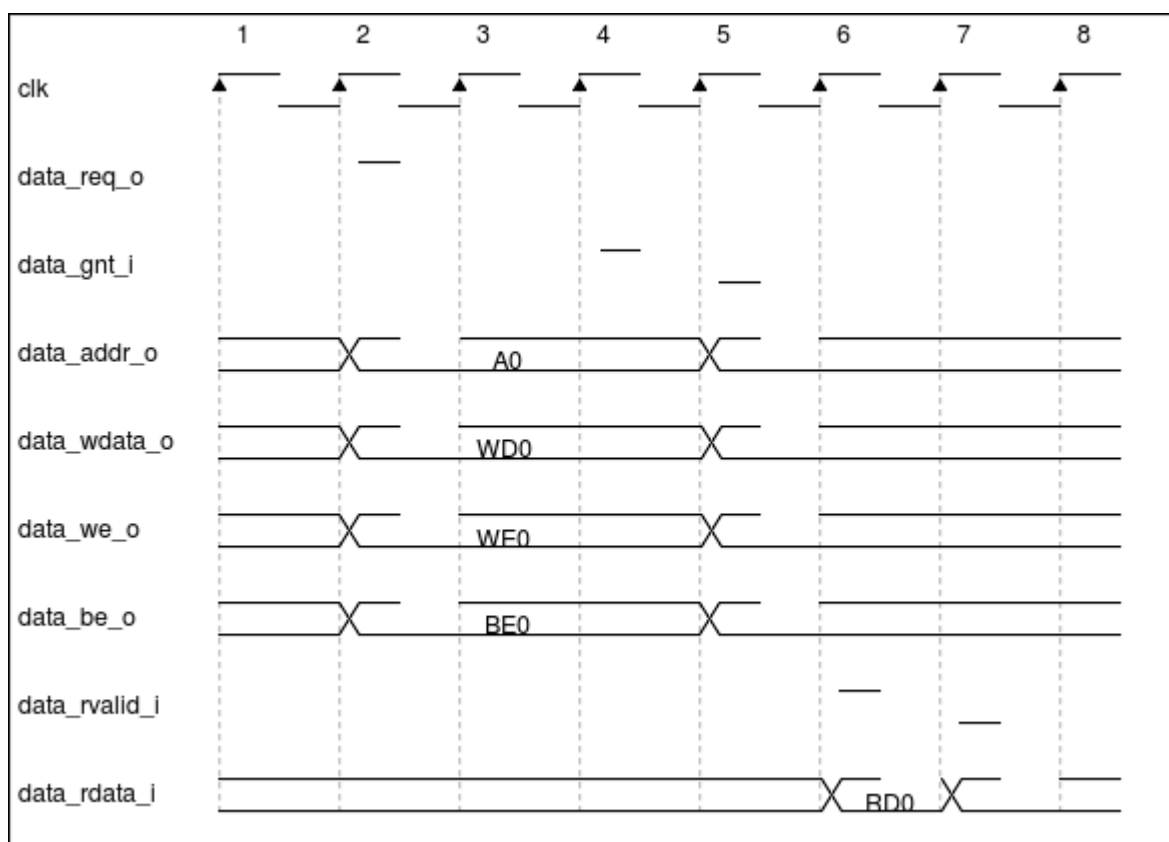 1 2 3 4 5 6 7 8
clk
data_req_o
data_gnt_i
data_addr_o A0
data_wdata_o WD0
data_we_o WE0
data_be_o BE0
data_rvalid_i
data_rdata_i RD0